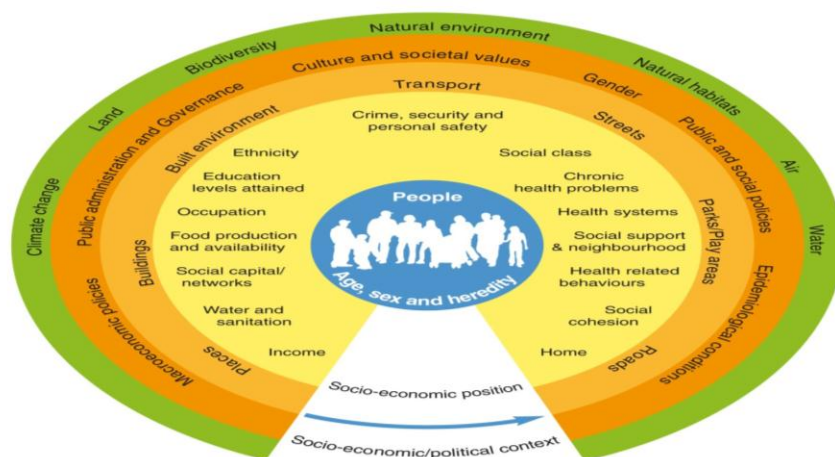 Natural environment
Biodiversity
Natural habitats
Land
Air
Climate change
Water
Culture and societal values
Gender
Public administration and Governance
Public and social policies
Macroeconomic policies
Epidemiological conditions
Transport
Built environment
Streets
Buildings
Parks/Play areas
Places
Roads
Crime, security and
personal safety
Ethnicity
Social class
Education
levels attained
Chronic
health problems
Occupation
Health systems
Food production
and availability
Social support
& neighbourhood
Social capital/
networks
Health related
behaviours
Water and
sanitation
Social
cohesion
Income
Home
People
Age, sex and heredity
Socio-economic position
Socio-economic/political context